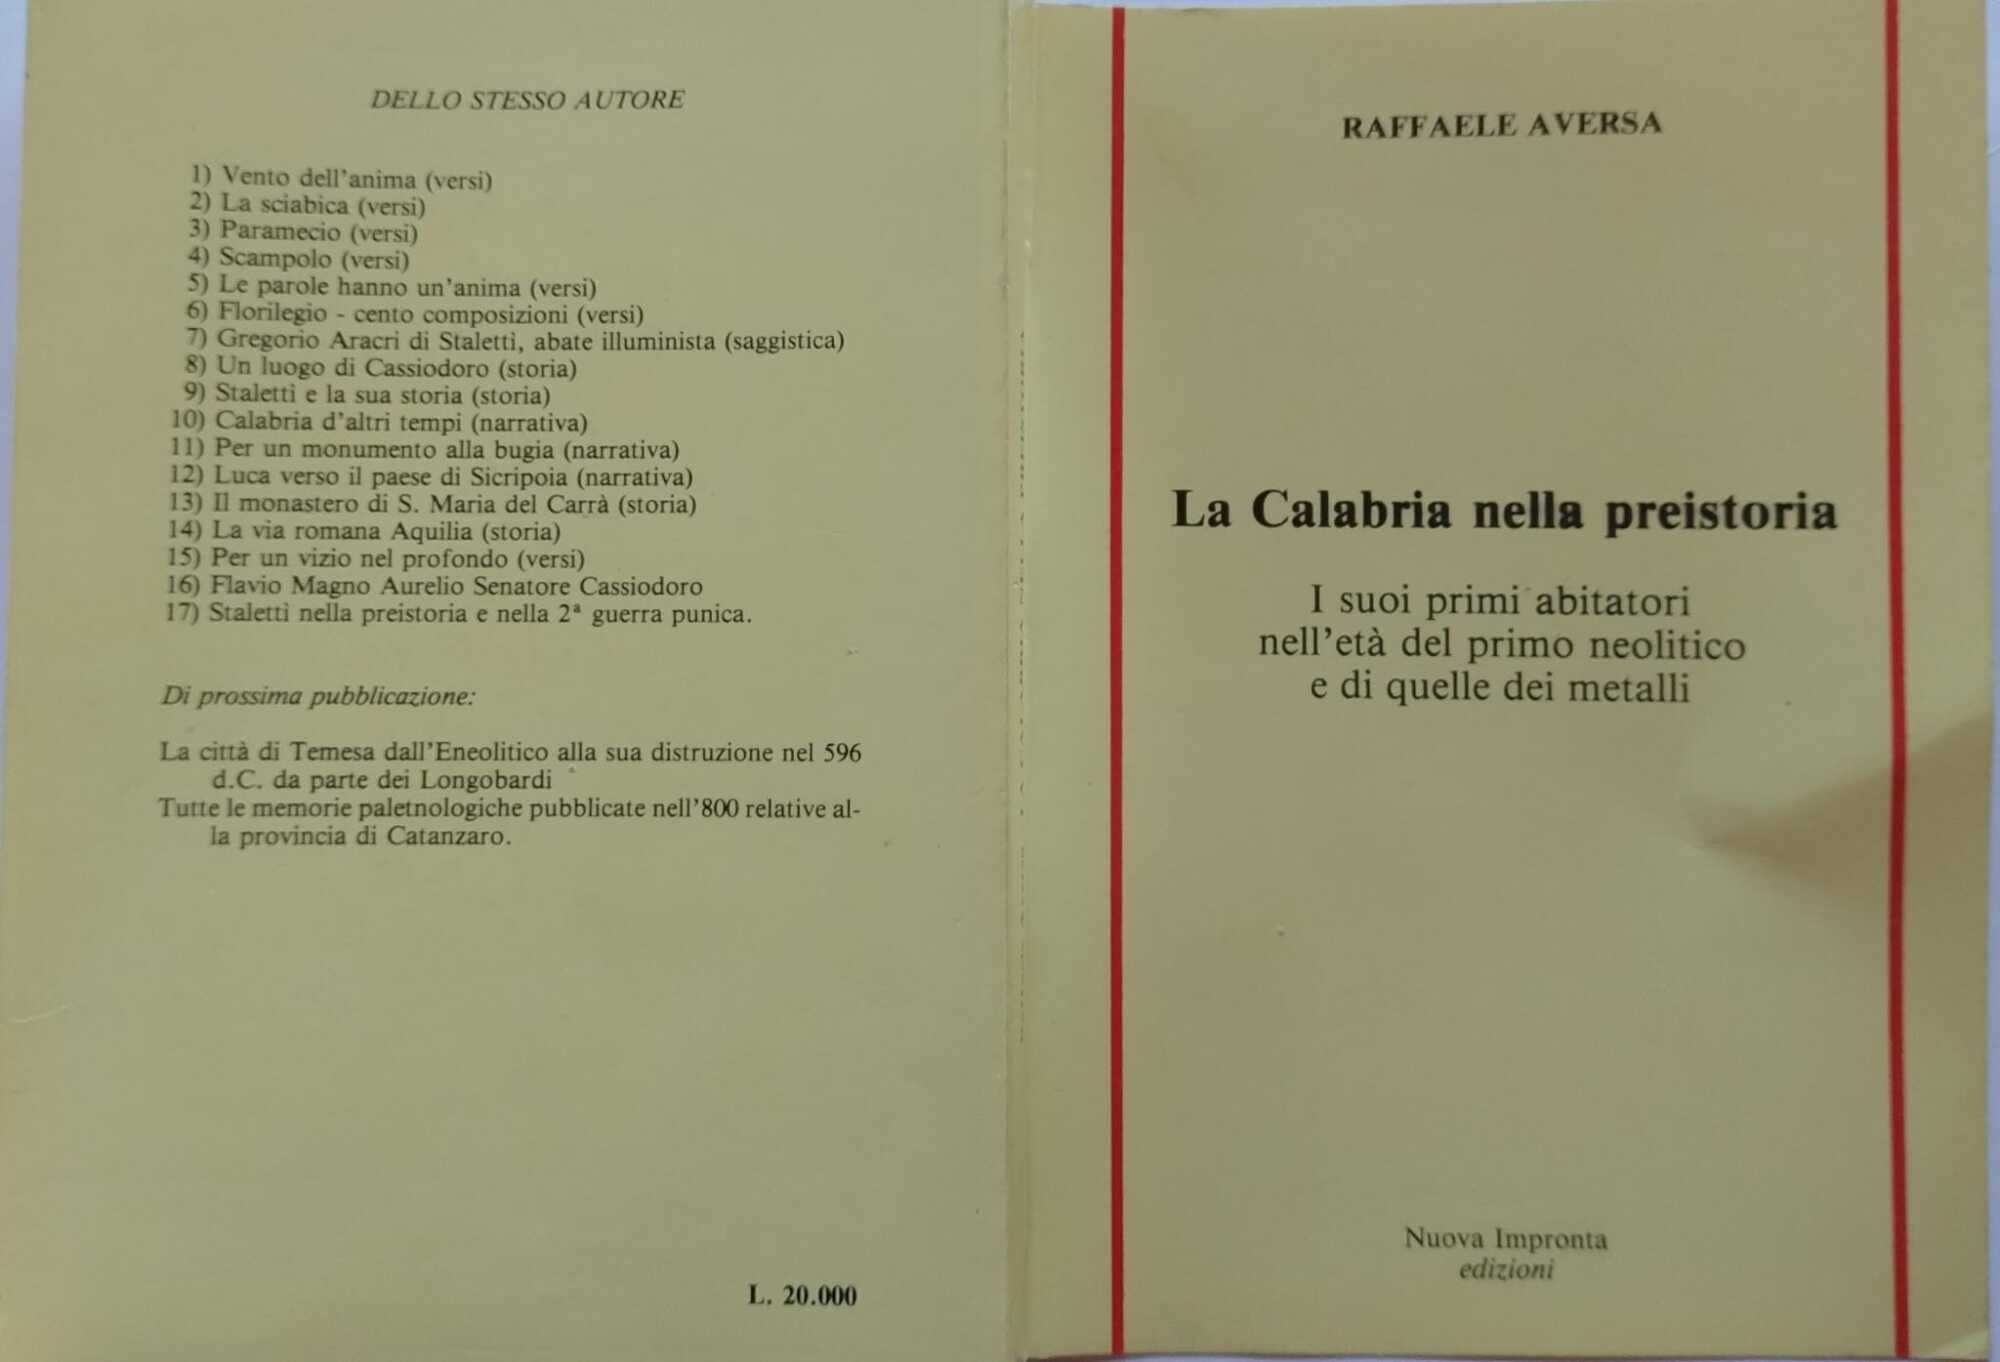 DELLO STESSO AUTORE
1) Vento dell'anima (versi)
2) La sciabica (versi)
3) Paramecio (versi)
4) Scampolo (versi)
5) Le parole hanno un'anima (versi)
6) Florilegio - cento composizioni (versi)
7) Gregorio Aracri di Stalettì, abate illuminista (saggistica)
8) Un luogo di Cassiodoro (storia)
9) Stalettì e la sua storia (storia)
10) Calabria d'altri tempi (narrativa)
11) Per un monumento alla bugia (narrativa)
12) Luca verso il paese di Sicripoia (narrativa)
13) Il monastero di S. Maria del Carrà (storia)
14) La via romana Aquilia (storia)
15) Per un vizio nel profondo (versi)
16) Flavio Magno Aurelio Senatore Cassiodoro
17) Stalettì nella preistoria e nella 2ª guerra punica.
Di prossima pubblicazione:
La città di Temesa dall'Eneolitico alla sua distruzione nel 596
d.C. da parte dei Longobardi
Tutte le memorie paletnologiche pubblicate nell'800 relative al-
la provincia di Catanzaro.
L. 20.000
RAFFAELE AVERSA
La Calabria nella preistoria
I suoi primi abitatori
nell'età del primo neolitico
e di quelle dei metalli
Nuova Impronta
edizioni